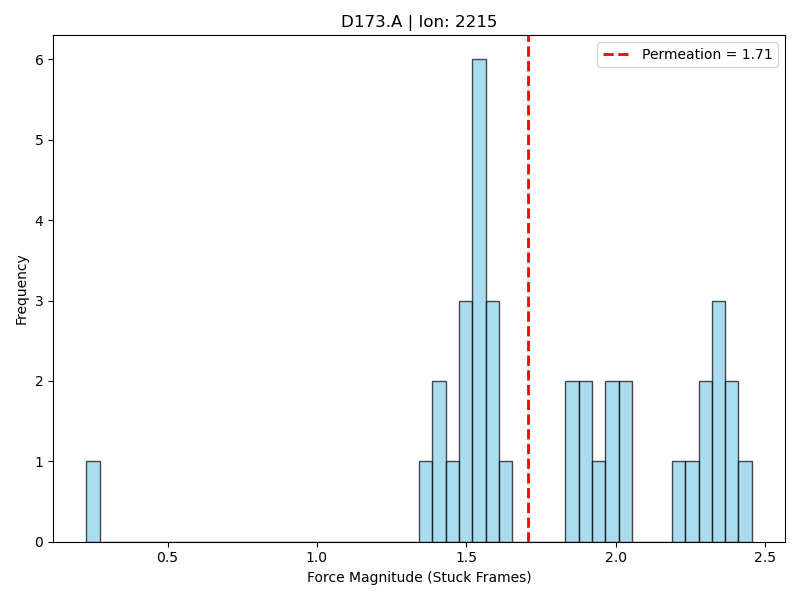 D173.A | Ion: 2215
Permeation = 1.71
6
5
4
3
2
1
0
Frequency
0.5 1.0 1.5 2.0 2.5
Force Magnitude (Stuck Frames)